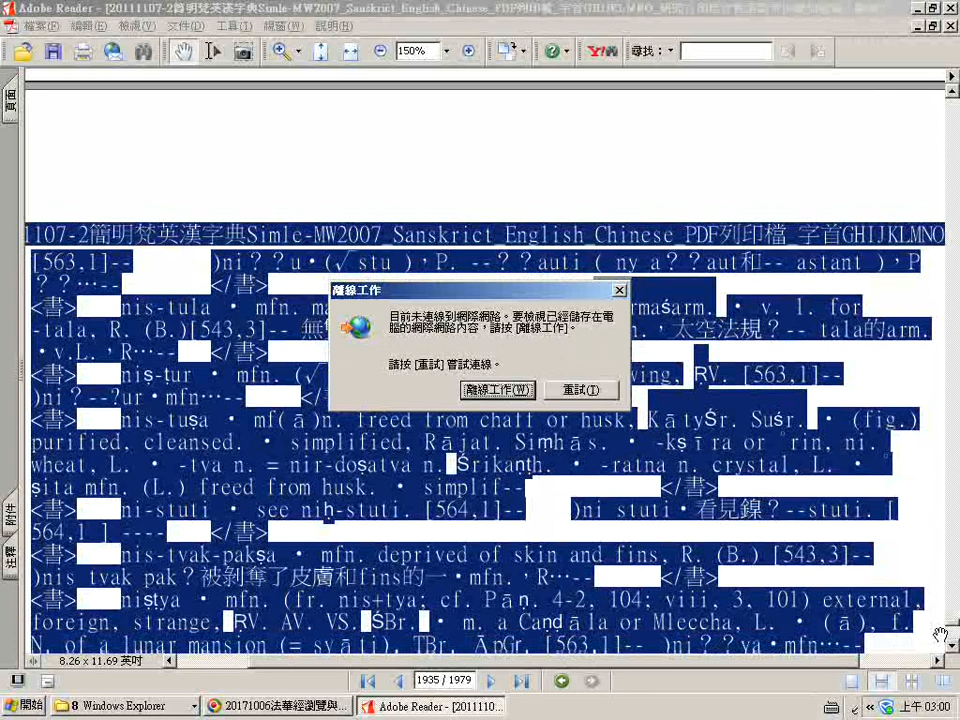 Adobe Reader - [20111107-2簡明梵英漢字典Simle-MW2007_Sanskrict_English_Chinese_PDF列印檔_字首GHIJKLMNO_
檔案(F) 編輯(E) 檢視(V) 文件(D) 工具(T) 視窗(W) 說明(H)
150% 尋找：
頁面
1107-2簡明梵英漢字典Simle-MW2007_Sanskrict_English_Chinese_PDF列印檔_字首GHIJKLMNO
[563,1]-- )ni？？u・(√ stu )，P. --？？auti ( ny a？？aut和-- astant )，P
？？…-- </書>
<書> nis-tula ・ mfn. ・ v. l. for
-tala, R. (B.)[543,3]-- 太空法規？-- tala的arm.
・v.L, R…-- </書>
<書> niṣ-ṭur ・ mfn. (√ ṚV. [563,1]--
)ni？--？ur・mfn…-- </書>
<書> nis-tuṣa ・ mf(ā)n. freed from chaff or husk, KātyŚr. Suśr. ・ (fig.)
purified, cleansed. ・ simplified, Rājat. Siṃhās. ・ -kṣīra or °rin, ni.
wheat, L. ・ -tva n. = nir-doṣatva n. Śrikaṇṭh. ・ -ratna n. crystal, L. ・ °
ṣita mfn. (L.) freed from husk. ・ simplif-- </書>
<書> ni-stuti ・ see niḥ-stuti. [564,1]-- )ni stuti・看見鎳？--stuti. [
564,1] ---- </書>
<書> nis-tvak-pakṣa ・ mfn. deprived of skin and fins, R. (B.) [543,3]--
)nis tvak pak？被剝奪了皮膚和fins的一・mfn.，R…-- </書>
<書> niṣṭya ・ mfn. (fr. nis+tya; cf. Pāṇ. 4-2, 104; viii, 3, 101) external,
foreign, strange, ṚV. AV. VS. ŚBr. ・ m. a Caṇḍāla or Mleccha, L. ・ (ā), f.
N. of a lunar mansion (= svāti), TBr. ĀpGr. [563,1]-- )ni？？ya・mfn…--
離線工作
目前未連線到網際網路。要檢視已經儲存在電
腦的網際網路內容，請按 [離線工作]。
請按 [重試] 嘗試連線。
離線工作(W) 重試(T)
附件
注釋
8.26 x 11.69 英吋
1935 / 1979
開始 8 Windows Explorer 20171006法華經瀏覽與... Adobe Reader - [2011110... 上午 03:00